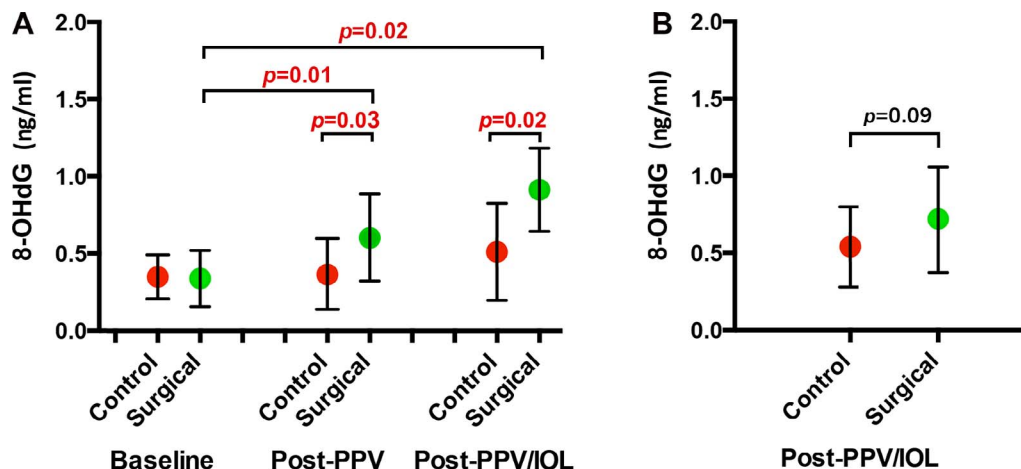 A
8-OHdG (ng/ml)
2.0
1.5
1.0
0.5
0.0
p=0.02
p=0.01
p=0.03
p=0.02
Control
Surgical
Control
Surgical
Control
Surgical
Baseline
Post-PPV
Post-PPV/IOL
B
8-OHdG (ng/ml)
2.0
1.5
1.0
0.5
0.0
p=0.09
Control
Surgical
Post-PPV/IOL